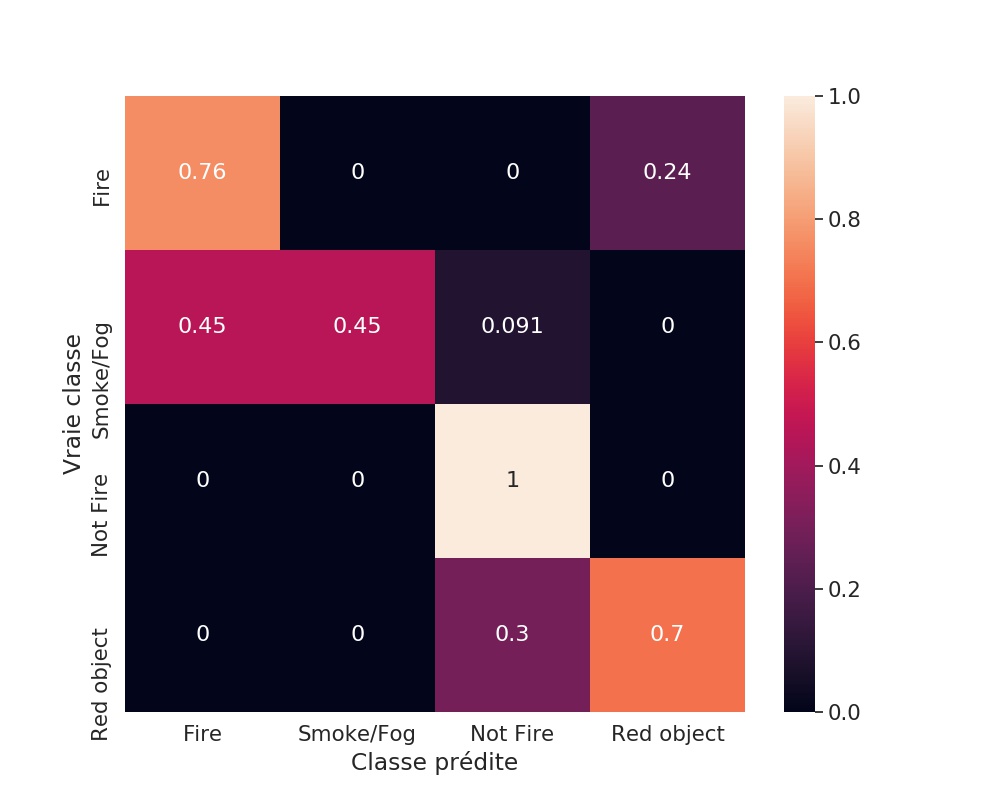 Vraie classe
Fire
0.76 0 0 0.24
Smoke/Fog
0.45 0.45 0.091 0
Not Fire
0 0 1 0
Red object
0 0 0.3 0.7
Fire Smoke/Fog Not Fire Red object
Classe prédite
1.0
0.8
0.6
0.4
0.2
0.0